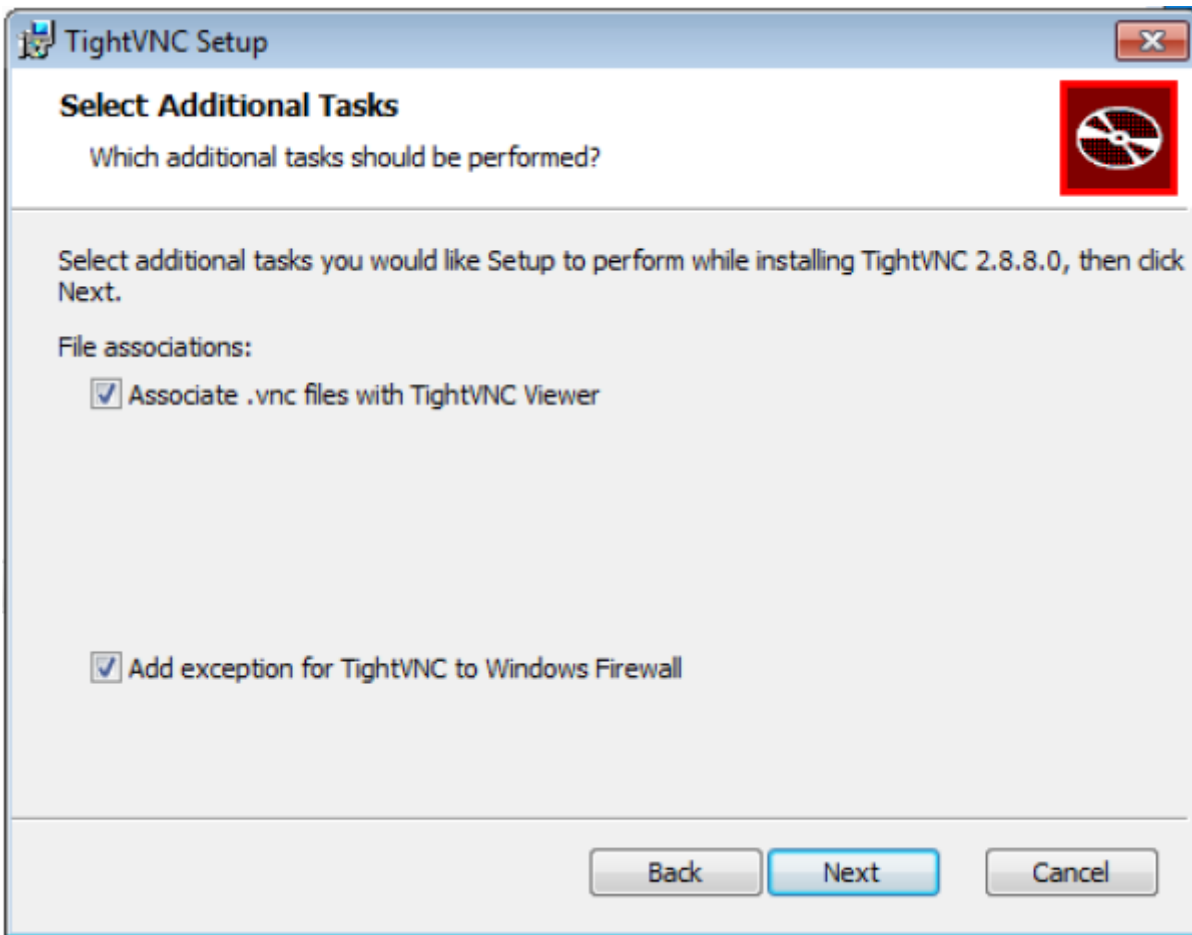 TightVNC Setup
Select Additional Tasks
Which additional tasks should be performed?
Select additional tasks you would like Setup to perform while installing TightVNC 2.8.8.0, then click
Next.
File associations:
Associate .vnc files with TightVNC Viewer
Add exception for TightVNC to Windows Firewall
Back
Next
Cancel